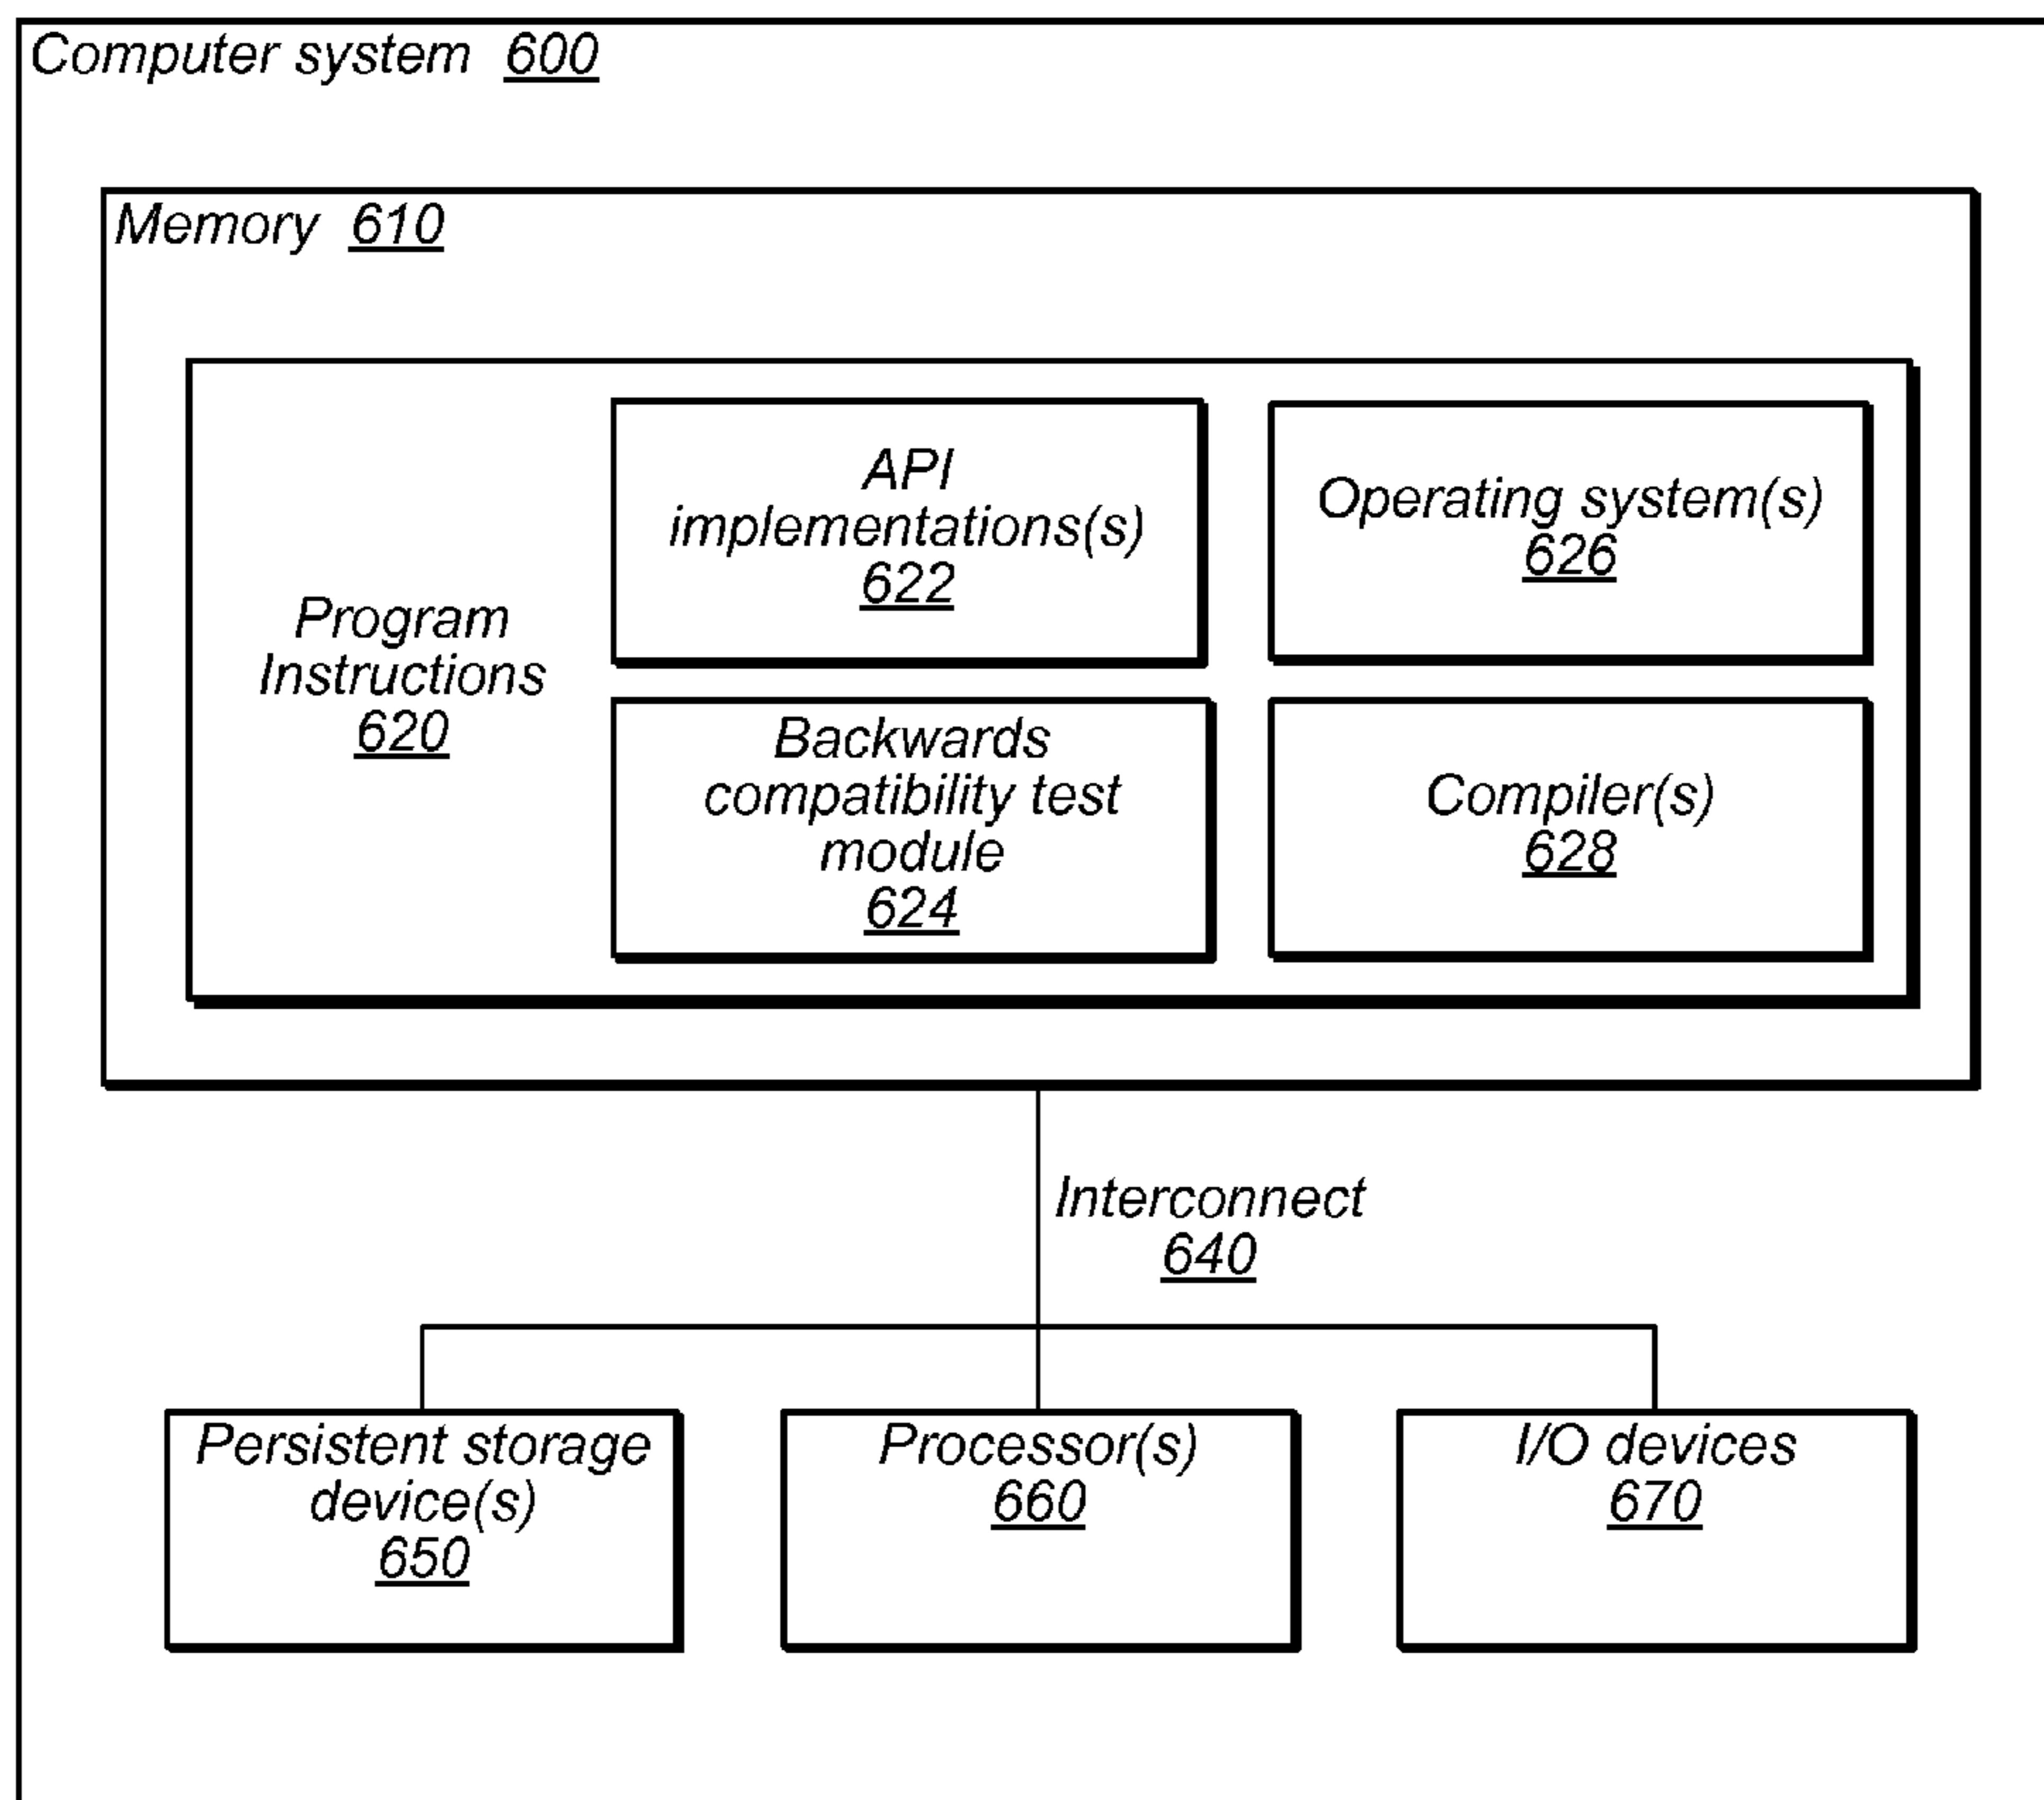 Computer system 600
Memory 610
Program
Instructions
620
API
implementations(s)
622
Operating system(s)
626
Backwards
compatibility test
module
624
Compiler(s)
628
Interconnect
640
Persistent storage
device(s)
650
Processor(s)
660
I/O devices
670